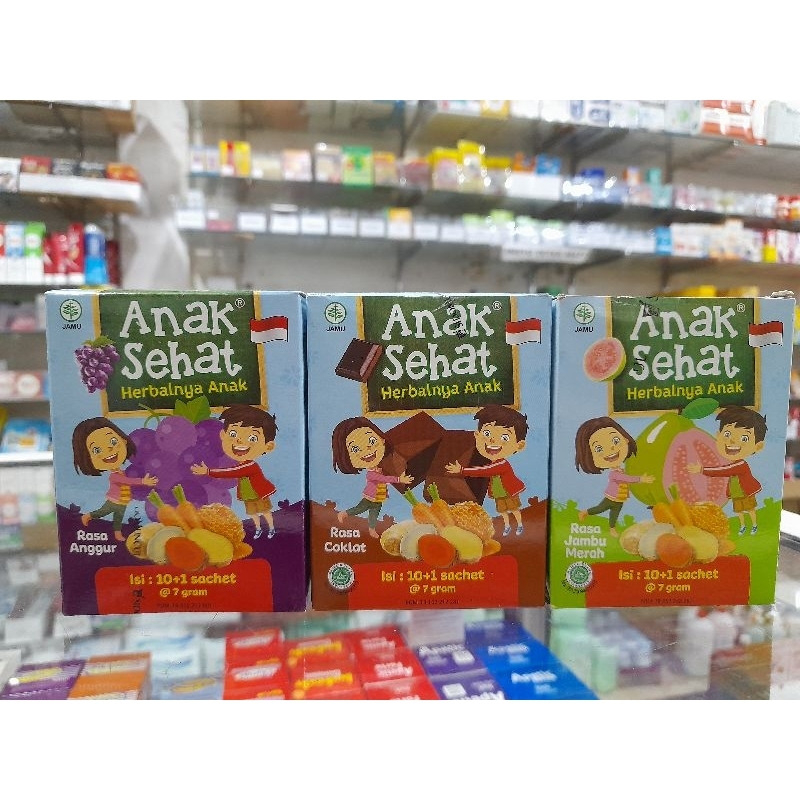 JAMU
Anak®
Sehat
Herbalnya Anak
Rasa
Anggur
Isi : 10+1 sachet
@ 7 gram
JAMU
Anak®
Sehat
Herbalnya Anak
Rasa
Coklat
Isi : 10+1 sachet
@ 7 gram
JAMU
Anak®
Sehat
Herbalnya Anak
Rasa
Jambu
Merah
Isi : 10+1 sachet
@ 7 gram